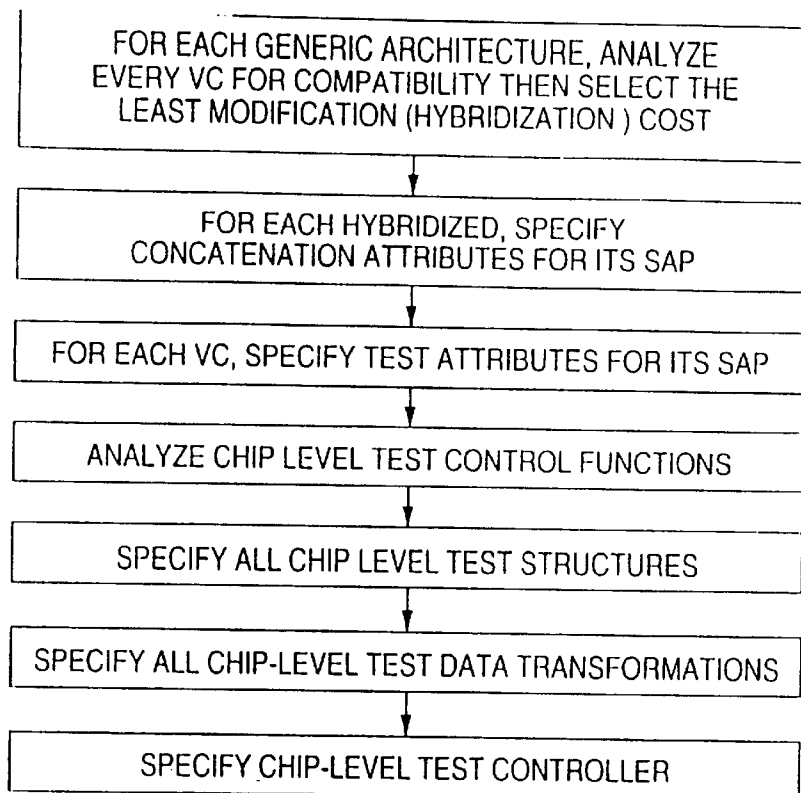 FOR EACH GENERIC ARCHITECTURE, ANALYZE
EVERY VC FOR COMPATIBILITY THEN SELECT THE
LEAST MODIFICATION (HYBRIDIZATION ) COST
FOR EACH HYBRIDIZED, SPECIFY
CONCATENATION ATTRIBUTES FOR ITS SAP
FOR EACH VC, SPECIFY TEST ATTRIBUTES FOR ITS SAP
ANALYZE CHIP LEVEL TEST CONTROL FUNCTIONS
SPECIFY ALL CHIP LEVEL TEST STRUCTURES
SPECIFY ALL CHIP-LEVEL TEST DATA TRANSFORMATIONS
SPECIFY CHIP-LEVEL TEST CONTROLLER